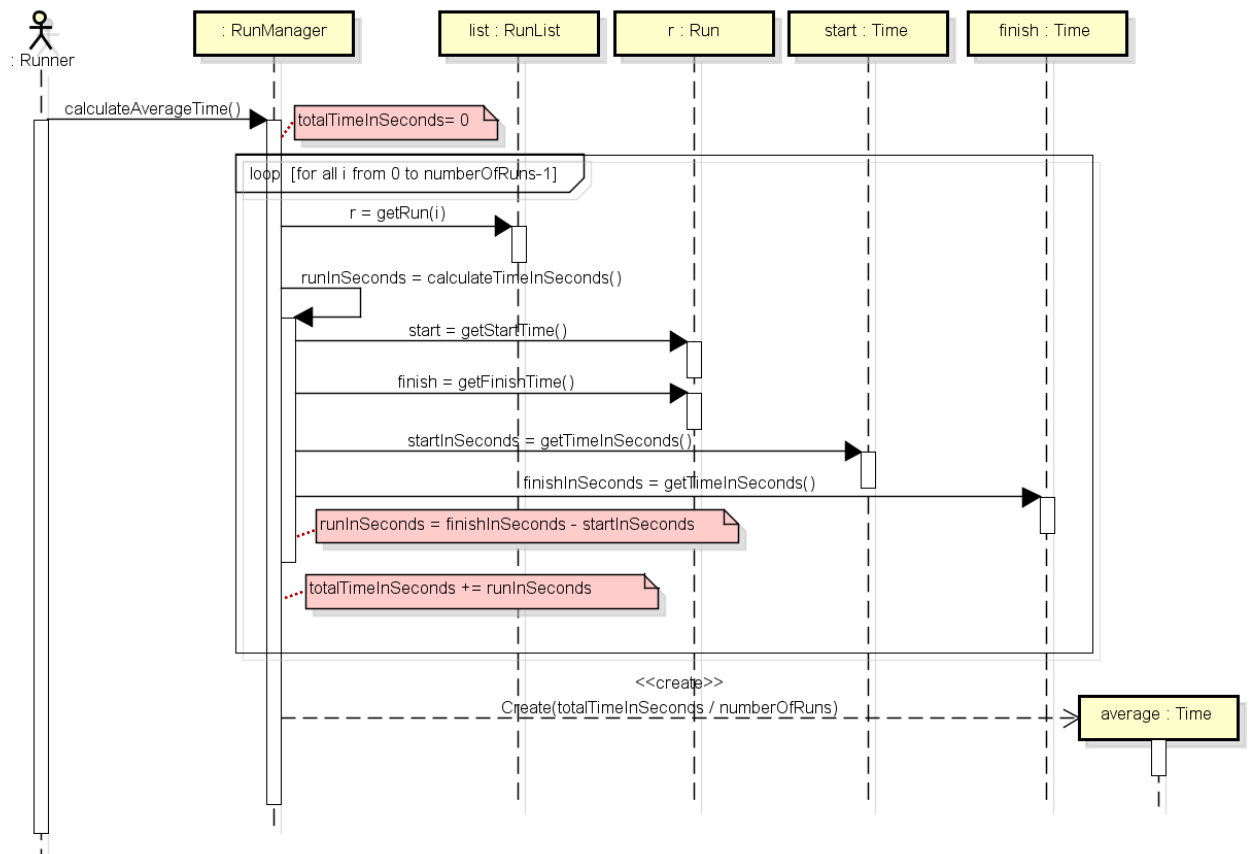 : Runner
: RunManager
list : RunList
r : Run
start : Time
finish : Time
calculateAverageTime()
totalTimeInSeconds= 0
loop [for all i from 0 to numberOfRuns-1]
r = getRun(i)
runInSeconds = calculateTimeInSeconds()
start = getStartTime()
finish = getFinishTime()
startInSeconds = getTimeInSeconds()
finishInSeconds = getTimeInSeconds()
runInSeconds = finishInSeconds - startInSeconds
totalTimeInSeconds += runInSeconds
<<create>>
Create(totalTimeInSeconds / numberOfRuns)
average : Time